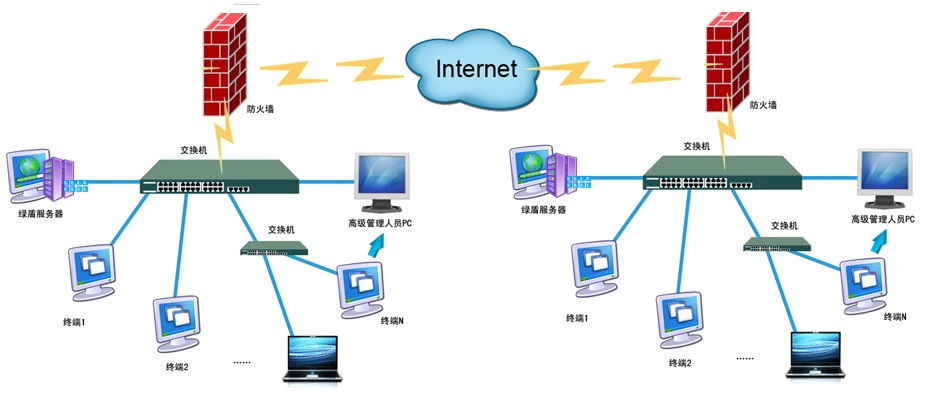 Internet
防火墙
防火墙
交换机
绿盾服务器
高级管理人员PC
交换机
终端1
终端2
......
终端N
交换机
绿盾服务器
高级管理人员PC
交换机
终端1
终端2
......
终端N